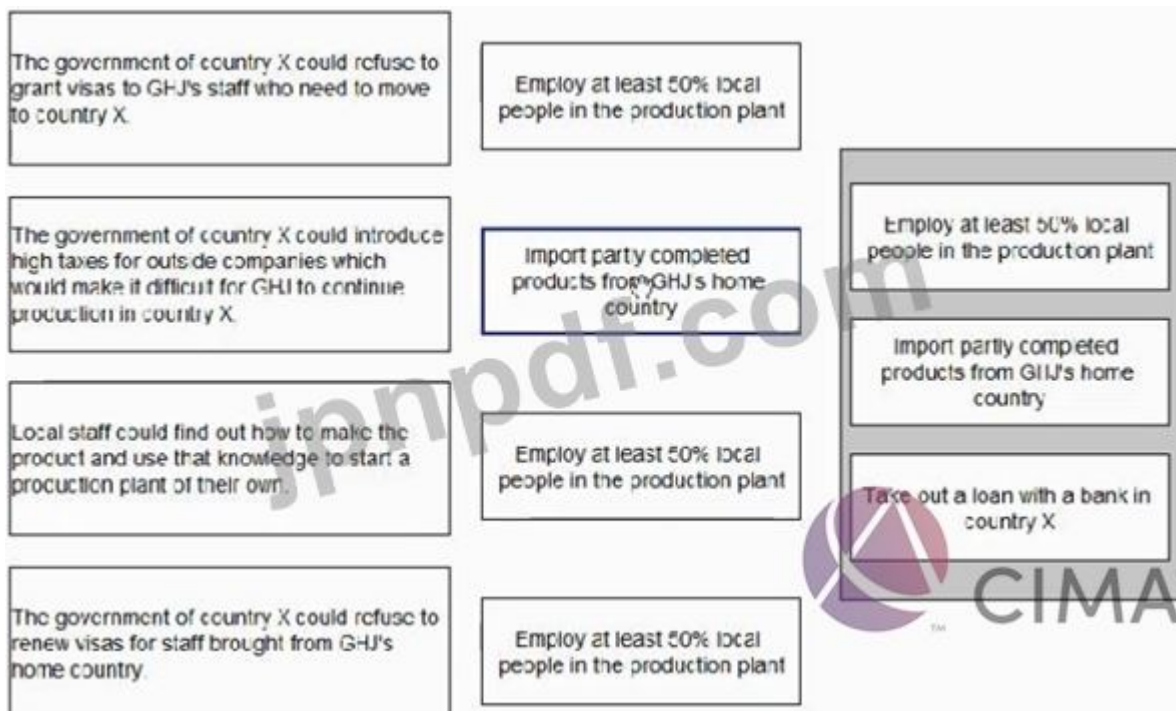 The government of country X could refuse to
grant visas to GHJ's staff who need to move
to country X.
Employ at least 50% local
people in the production plant
The government of country X could introduce
high taxes for outside companies which
would make it difficult for GHJ to continue
production in country X.
Import partly completed
products from GHJ's home
country
Local staff could find out how to make the
product and use that knowledge to start a
production plant of their own.
Employ at least 50% local
people in the production plant
The government of country X could refuse to
renew visas for staff brought from GHJ's
home country.
Employ at least 50% local
people in the production plant
Employ at least 50% local
people in the production plant
Import partly completed
products from GHJ's home
country
Take out a loan with a bank in
country X
jpnpdf.com
CIMA
TM